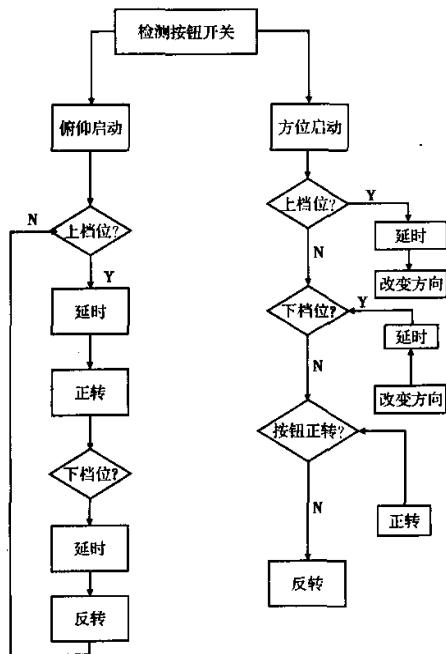 检测按钮开关
俯仰启动
方位启动
N
上档位?
上档位?
Y
Y
延时
N
延时
改变方向
下档位?
Y
延时
正转
N
改变方向
按钮正转?
下档位?
N
正转
延时
反转
反转